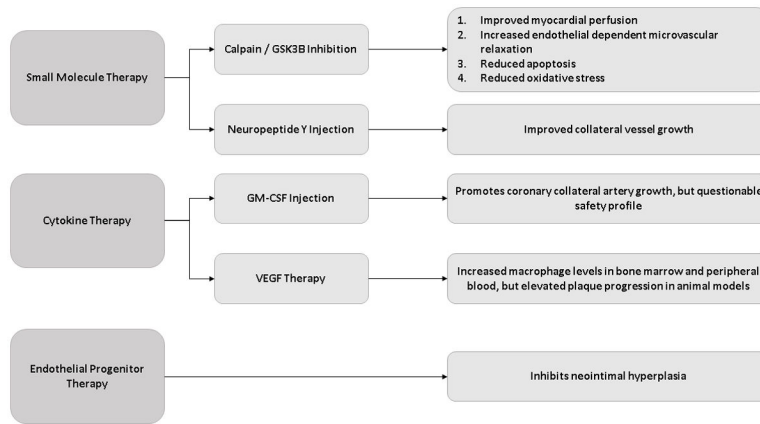 Small Molecule Therapy
Calpain / GSK3B Inhibition
1. Improved myocardial perfusion
2. Increased endothelial dependent microvascular
relaxation
3. Reduced apoptosis
4. Reduced oxidative stress
Neuropeptide Y Injection
Improved collateral vessel growth
Cytokine Therapy
GM-CSF Injection
Promotes coronary collateral artery growth, but questionable
safety profile
VEGF Therapy
Increased macrophage levels in bone marrow and peripheral
blood, but elevated plaque progression in animal models
Endothelial Progenitor
Therapy
Inhibits neointimal hyperplasia